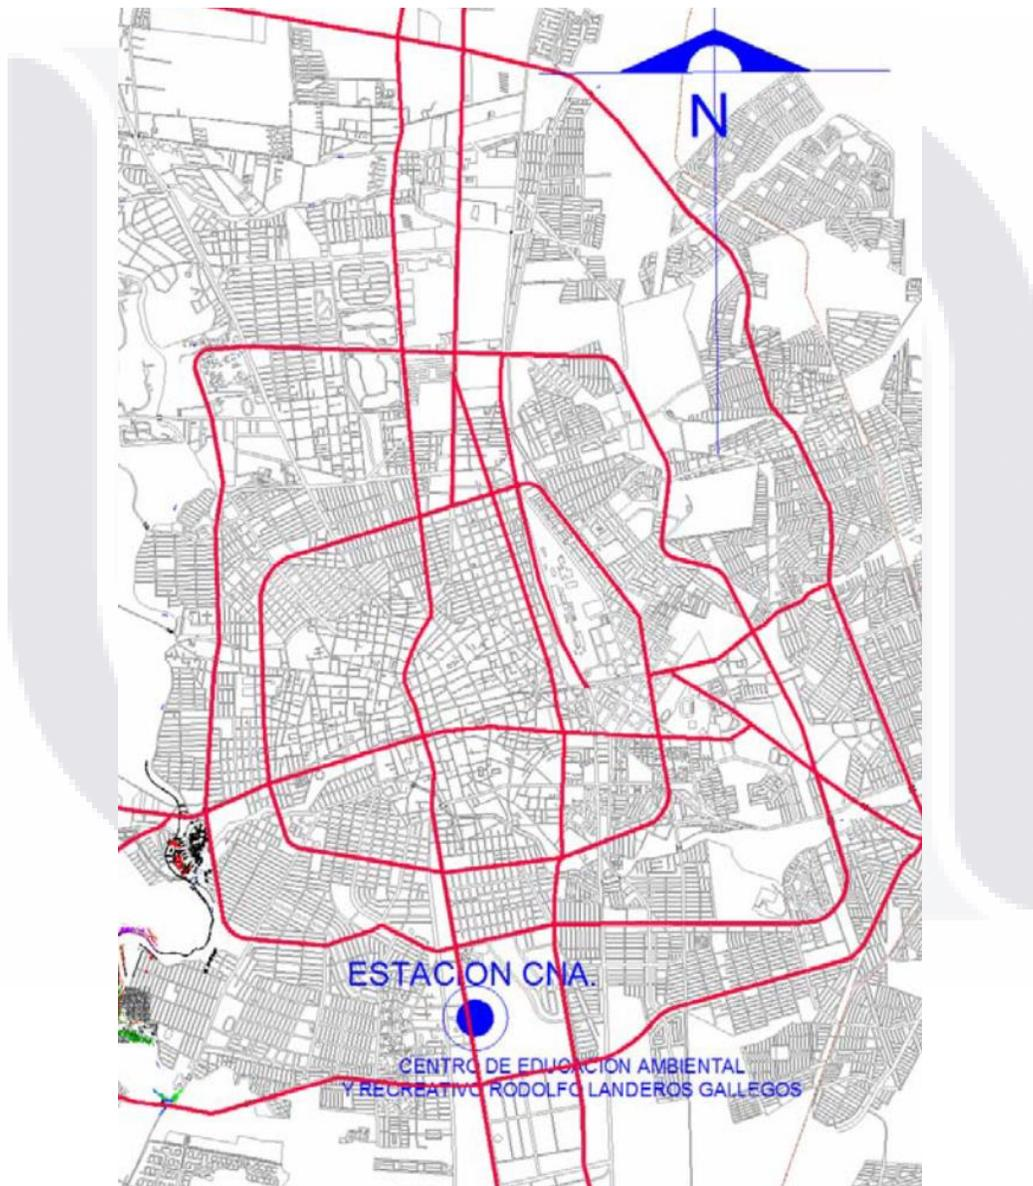 N
ESTACION CNA.
CENTRO DE EDUCACION AMBIENTAL
Y RECREATIVO RODOLFO LANDEROS GALLEGOS